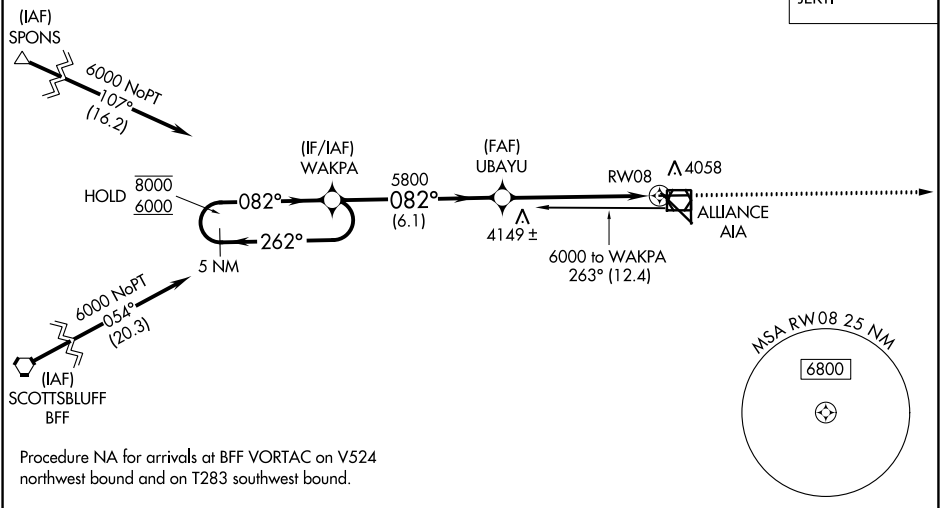 (IAF)
SPONS
6000 NoPT
107°
(16.2)
(IF/IAF)
WAKPA
(FAF)
UBAYU
RW08
4058
HOLD
8000
6000
082°
5800
082°
(6.1)
262°
5 NM
4149 ±
ALLIANCE
AIA
6000 to WAKPA
263° (12.4)
6000 NoPT
054°
(20.3)
(IAF)
SCOTTSBLUFF
BFF
MSA RW08 25 NM
6800
Procedure NA for arrivals at BFF VORTAC on V524
northwest bound and on T283 southwest bound.